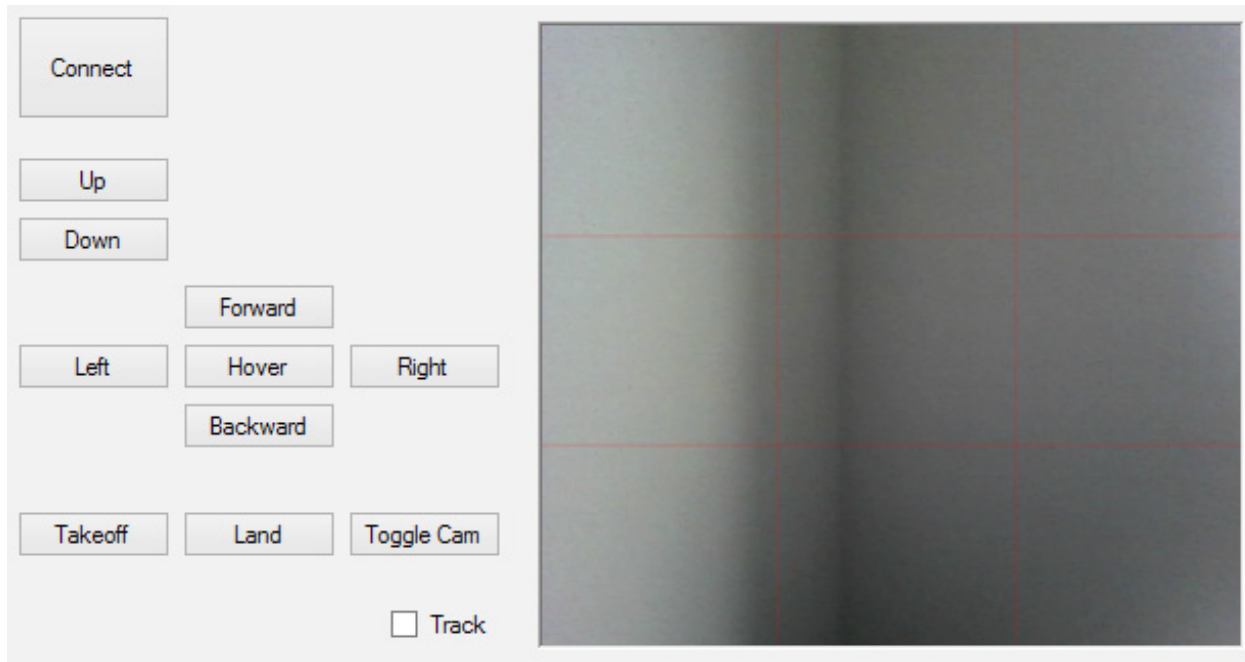 Connect
Up
Down
Forward
Left Hover Right
Backward
Takeoff Land Toggle Cam
Track